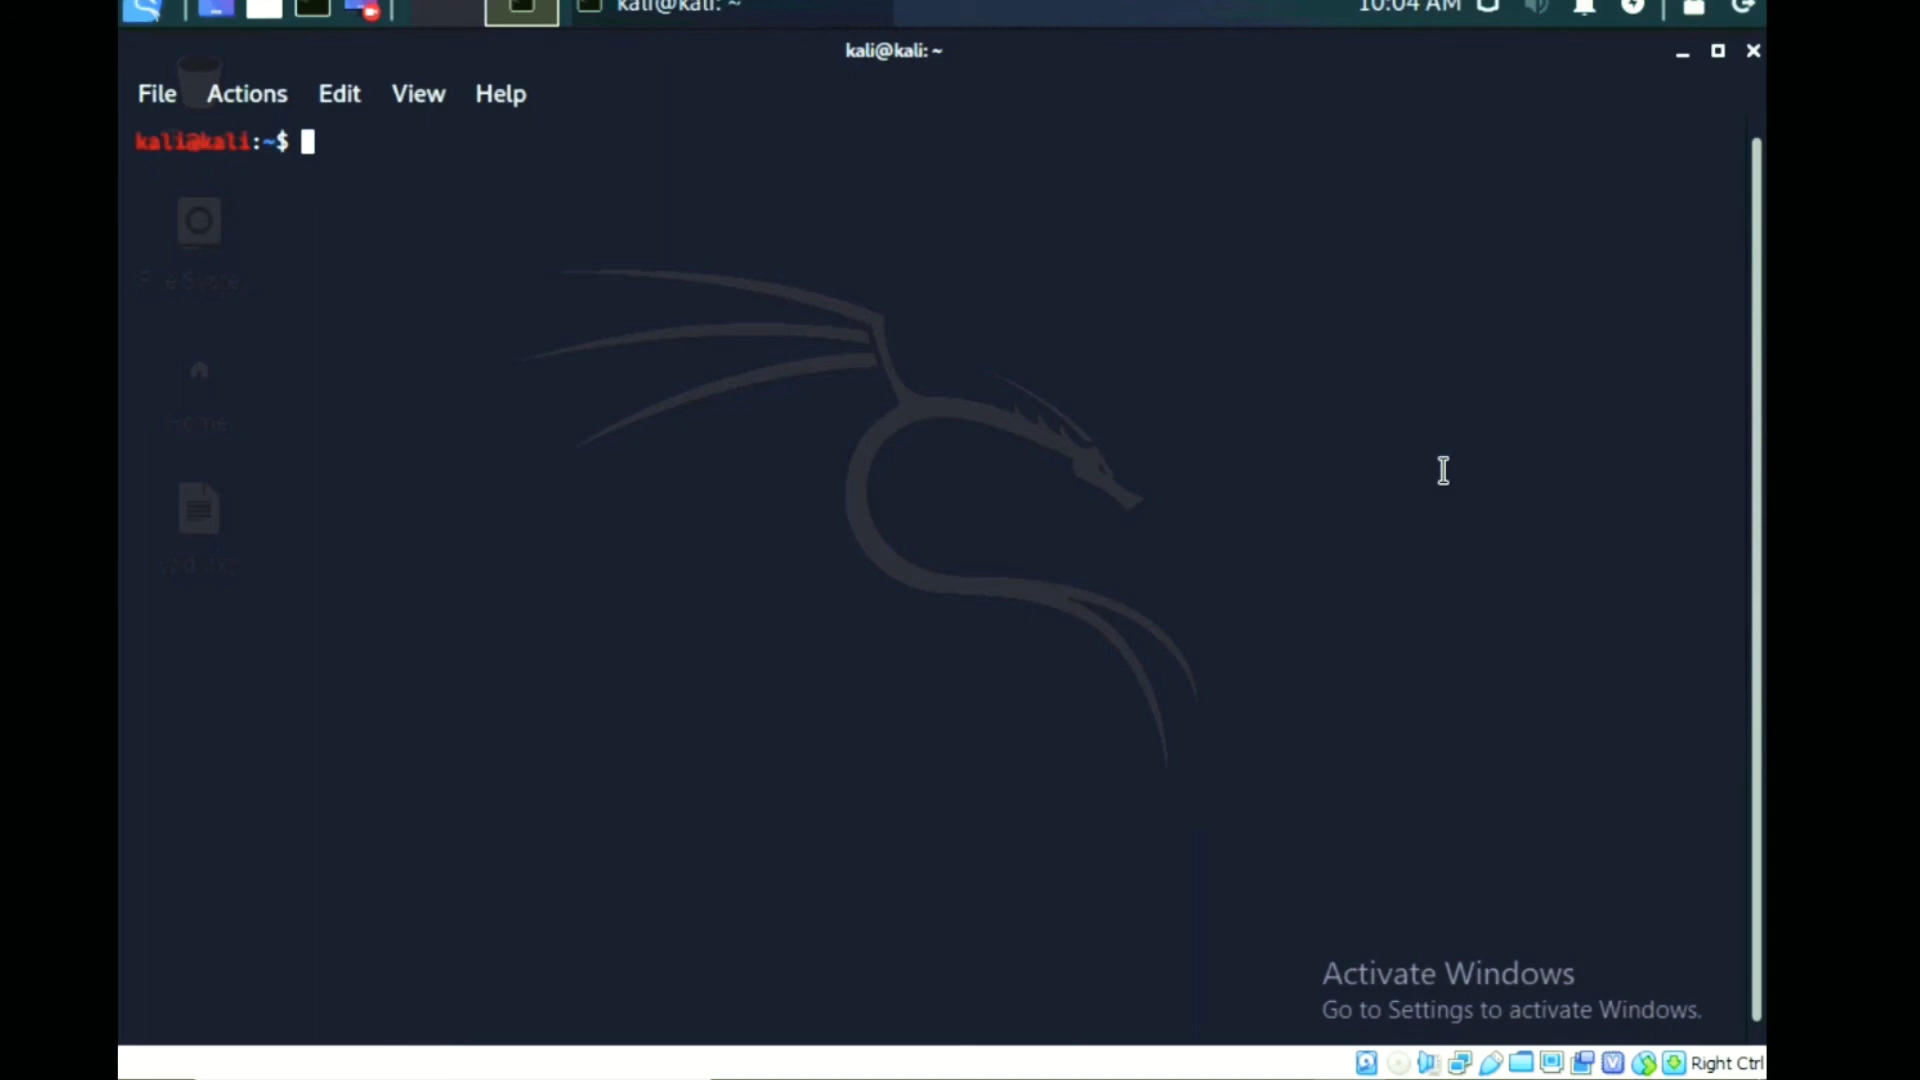 kali@kali: ~
10:04 AM
kali@kali: ~
File Actions Edit View Help
kali@kali:~$
Home
Activate Windows
Go to Settings to activate Windows.
Right Ctrl